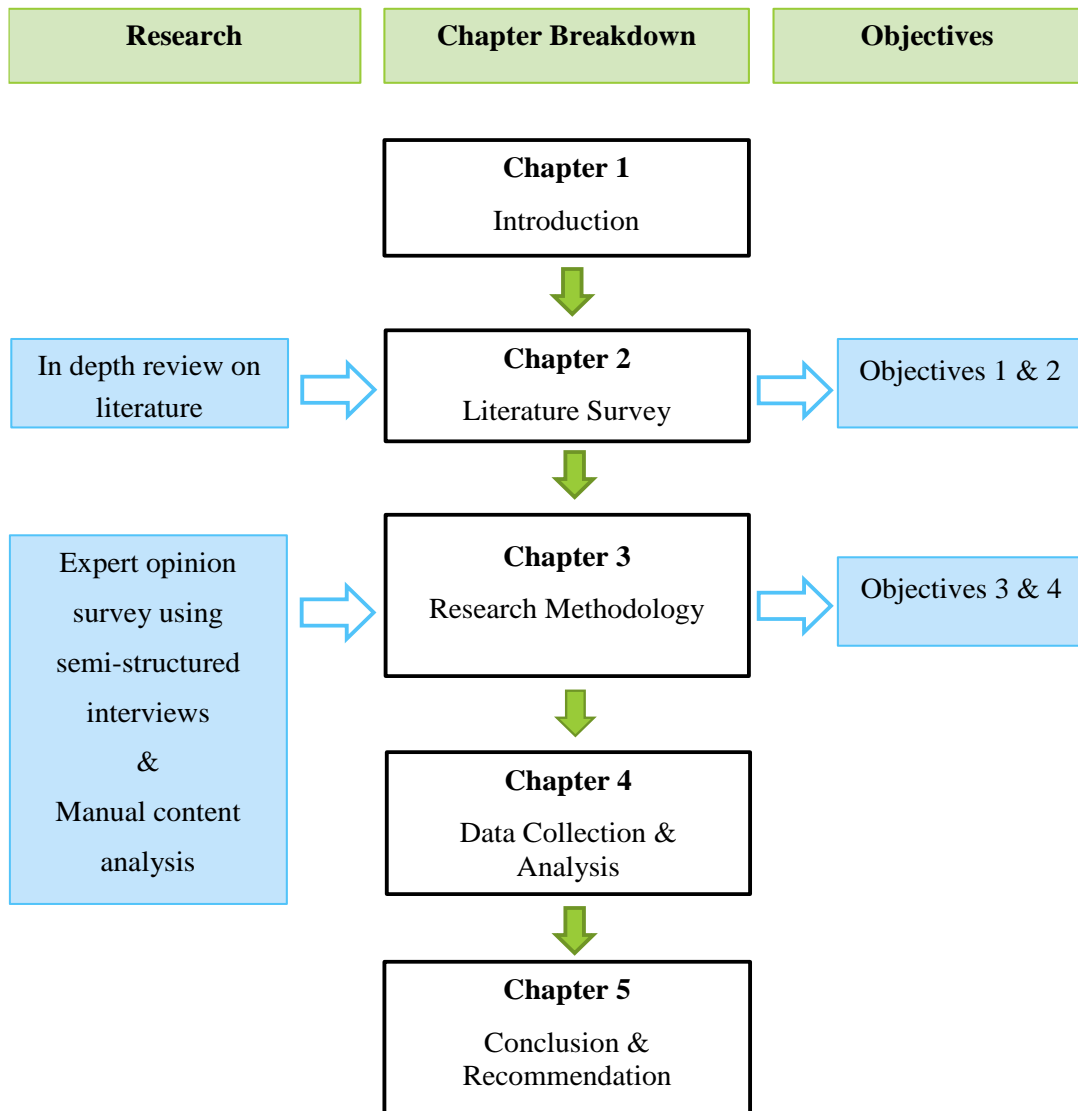 Research
Chapter Breakdown
Objectives
Chapter 1
Introduction
In depth review on
literature
Chapter 2
Literature Survey
Objectives 1 & 2
Expert opinion
survey using
semi-structured
interviews
&
Manual content
analysis
Chapter 3
Research Methodology
Objectives 3 & 4
Chapter 4
Data Collection &
Analysis
Chapter 5
Conclusion &
Recommendation